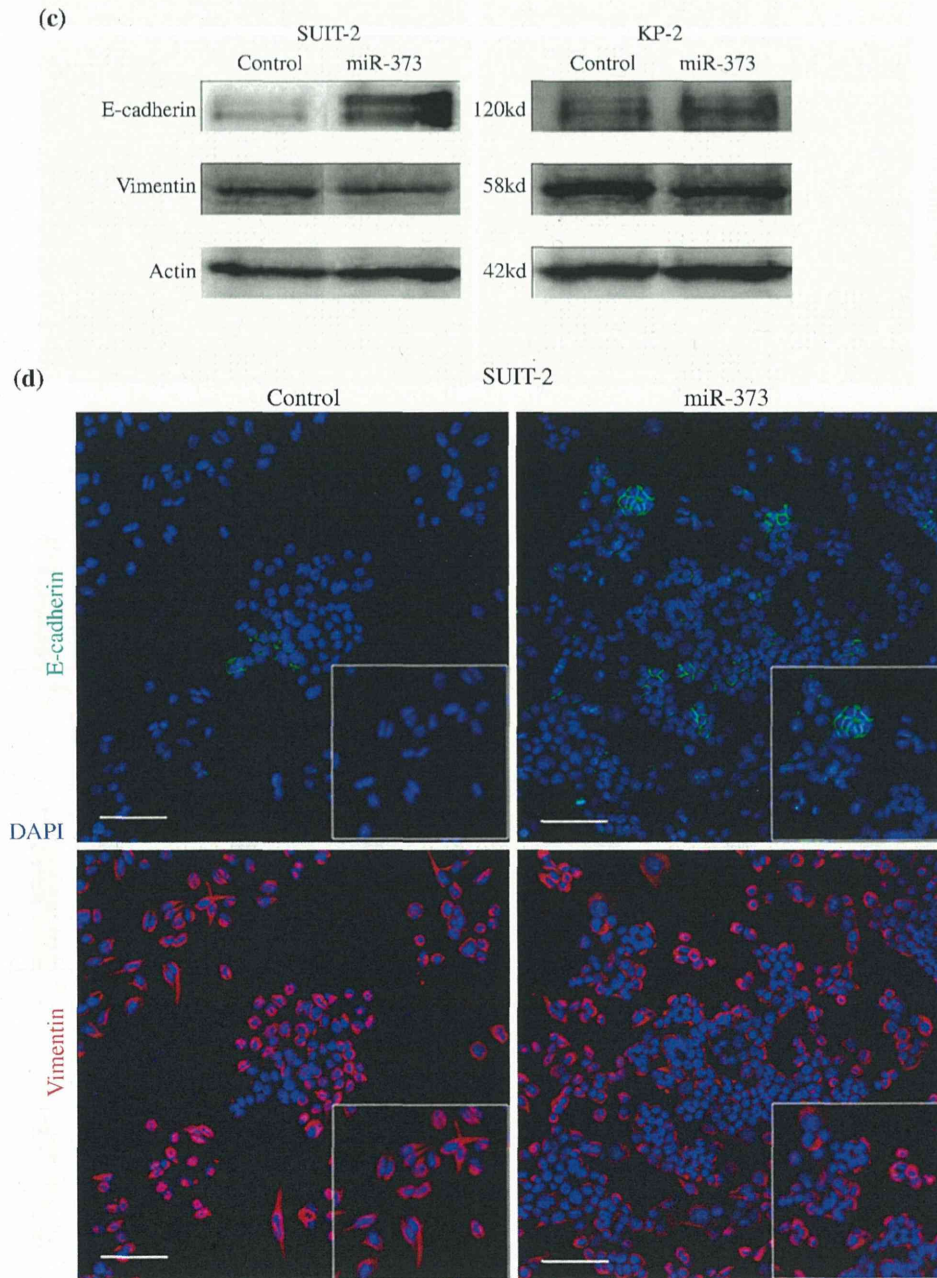 (c)
SUIT-2
KP-2
Control miR-373
Control miR-373
E-cadherin
120kd
Vimentin
58kd
Actin
42kd
(d)
SUIT-2
Control
miR-373
E-cadherin
DAPI
Vimentin